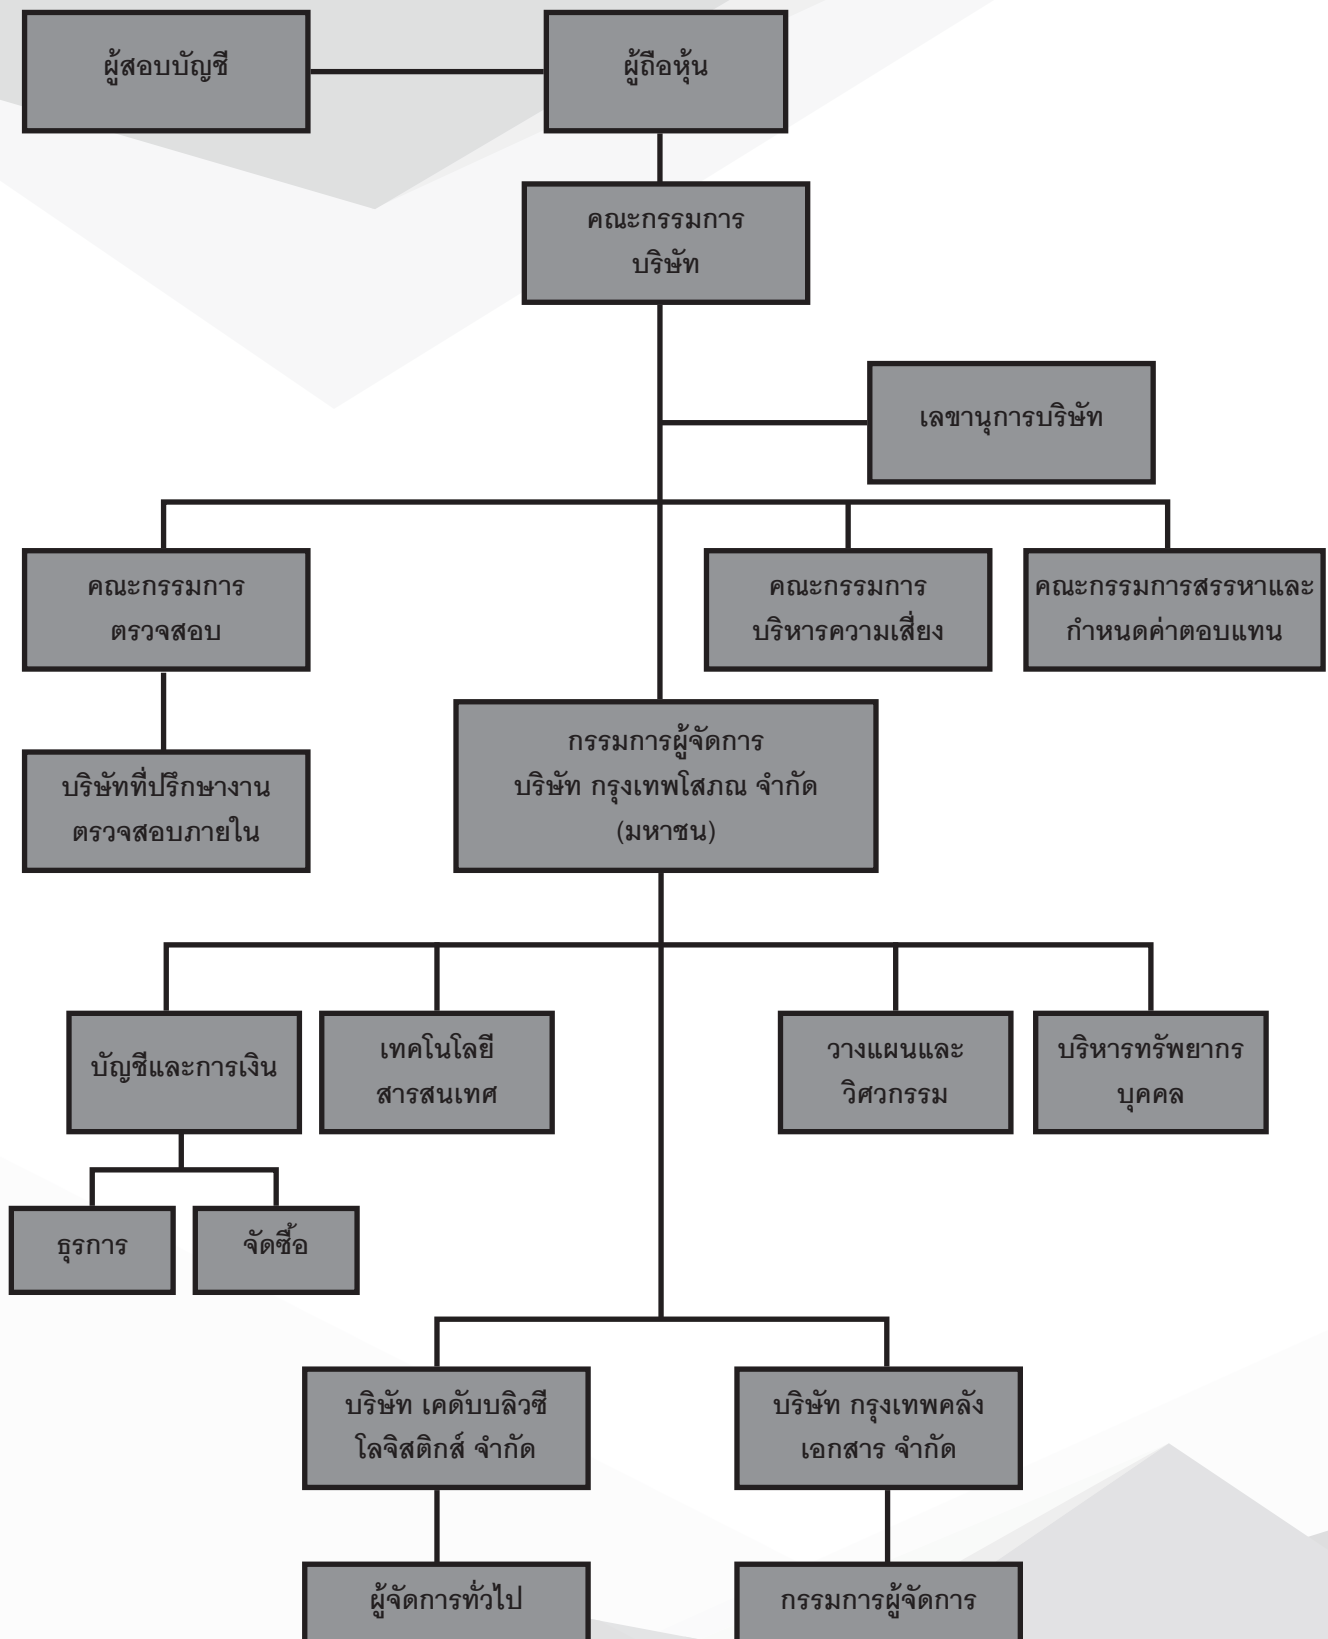 ผู้สอบบัญชี
ผู้ถือหุ้น
คณะกรรมการ
บริษัท
เลขานุการบริษัท
คณะกรรมการ
ตรวจสอบ
คณะกรรมการ
บริหารความเสี่ยง
คณะกรรมการสรรหาและ
กำหนดค่าตอบแทน
บริษัทที่ปรึกษางาน
ตรวจสอบภายใน
กรรมการผู้จัดการ
บริษัท กรุงเทพโสภณ จำกัด
(มหาชน)
บัญชีและการเงิน
เทคโนโลยี
สารสนเทศ
วางแผนและ
วิศวกรรม
บริหารทรัพยากร
บุคคล
ธุรการ
จัดซื้อ
บริษัท เคดับบลิวซี
โลจิสติกส์ จำกัด
บริษัท กรุงเทพคลัง
เอกสาร จำกัด
ผู้จัดการทั่วไป
กรรมการผู้จัดการ